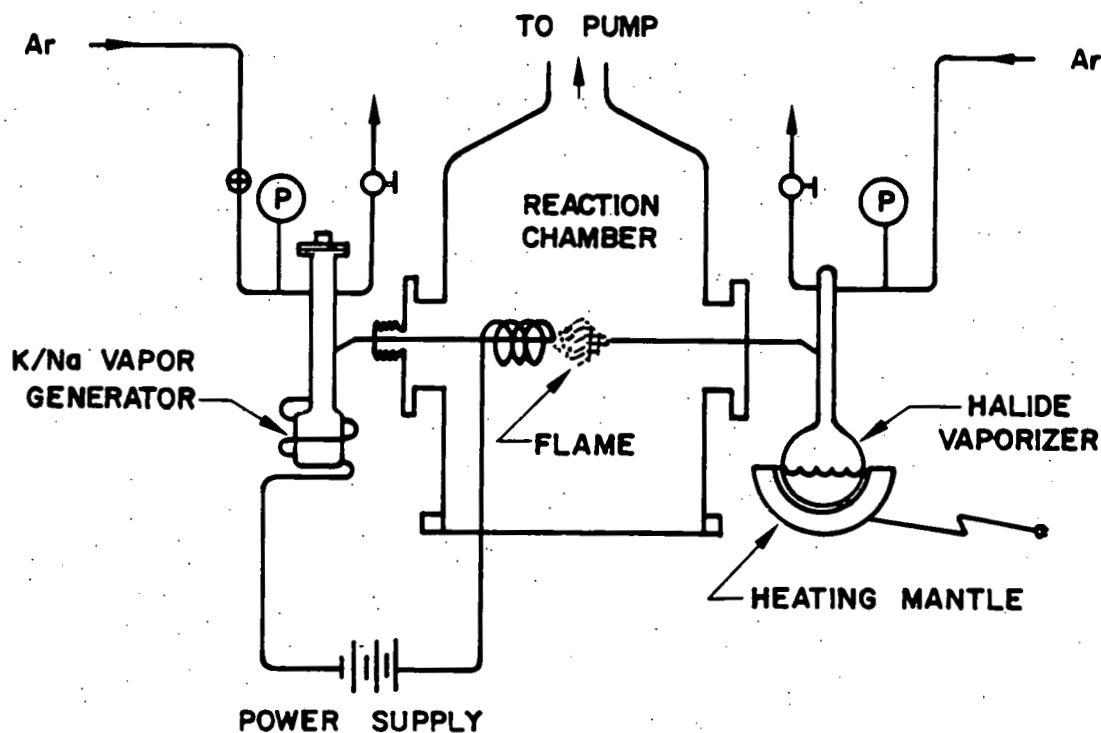 TO PUMP
Ar
Ar
P
P
REACTION
CHAMBER
K/Na VAPOR
GENERATOR
FLAME
HALIDE
VAPORIZER
HEATING MANTLE
POWER SUPPLY